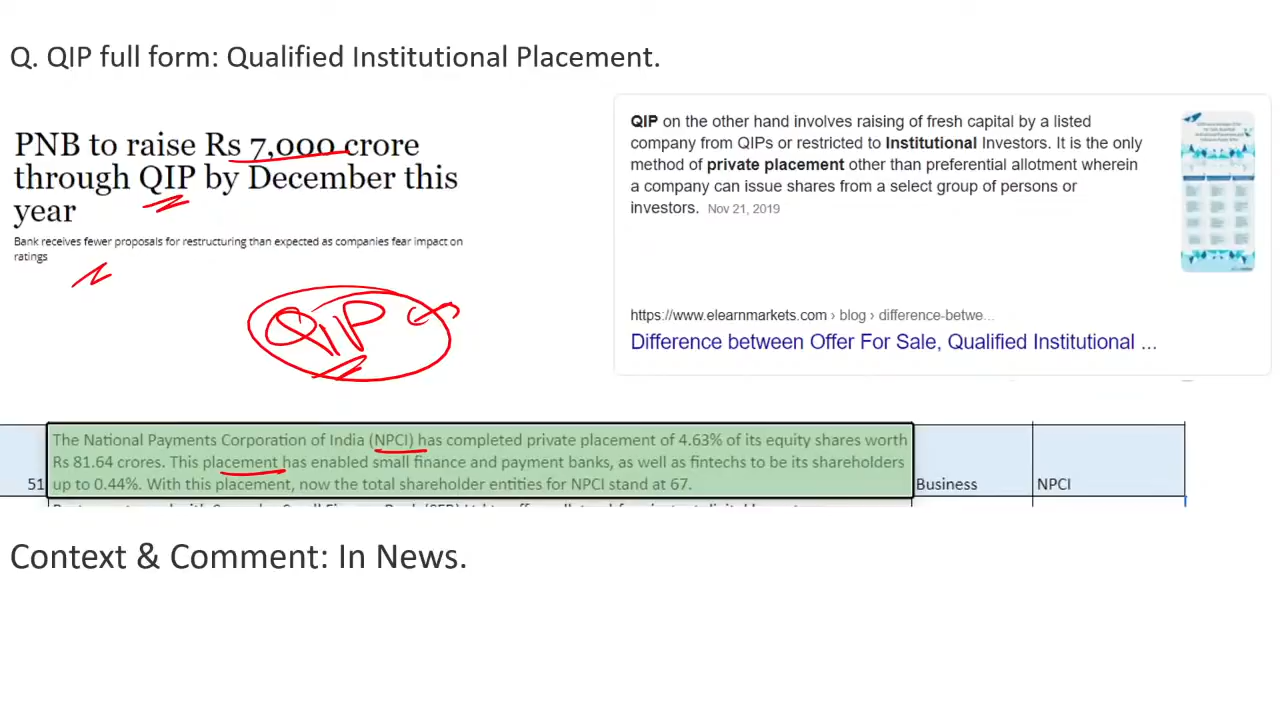 Q. QIP full form: Qualified Institutional Placement.
PNB to raise Rs 7,000 crore
through QIP by December this
year
Bank receives fewer proposals for restructuring than expected as companies fear impact on
ratings
QIP
QIP on the other hand involves raising of fresh capital by a listed
company from QIPs or restricted to Institutional Investors. It is the only
method of private placement other than preferential allotment wherein
a company can issue shares from a select group of persons or
investors. Nov 21, 2019
https://www.elearnmarkets.com › blog › difference-betwe...
Difference between Offer For Sale, Qualified Institutional ...
The National Payments Corporation of India (NPCI) has completed private placement of 4.63% of its equity shares worth
Rs 81.64 crores. This placement has enabled small finance and payment banks, as well as fintechs to be its shareholders
51 up to 0.44%. With this placement, now the total shareholder entities for NPCI stand at 67. Business NPCI
Context & Comment: In News.